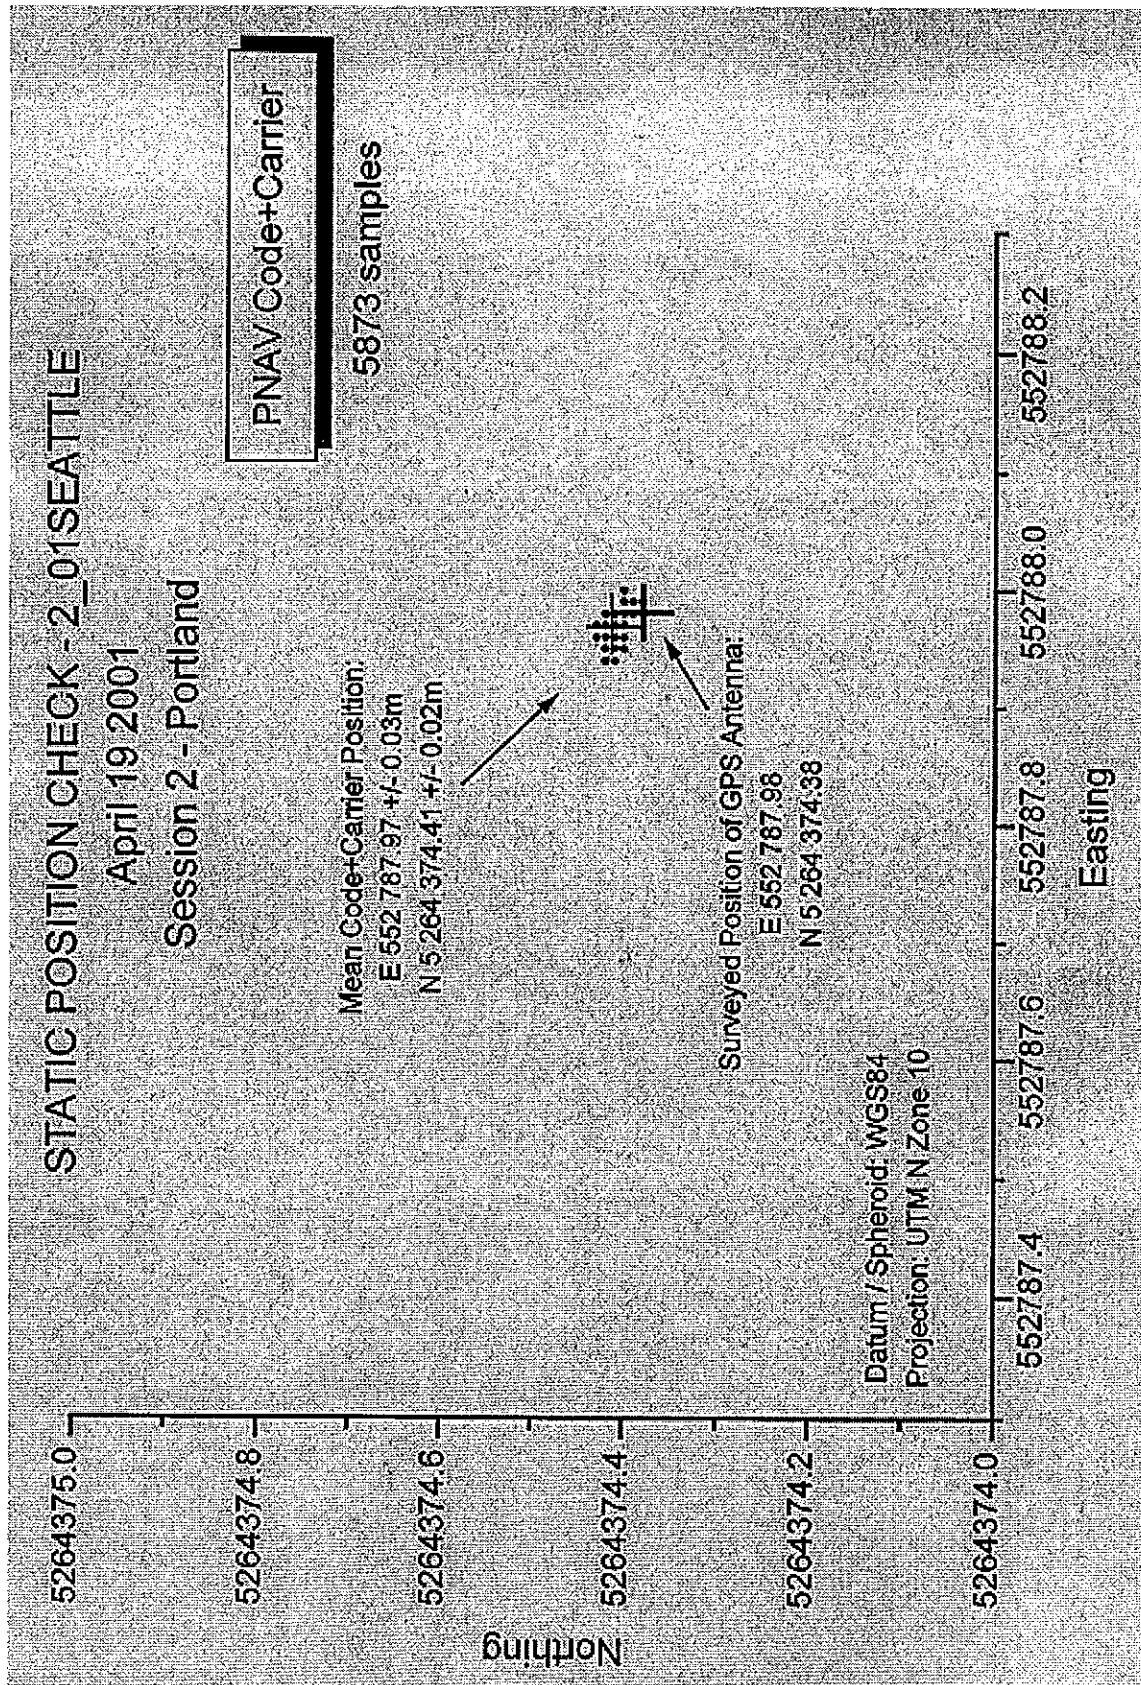 STATIC POSITION CHECK - 2_01SEATTLE
April 19 2001
Session 2 - Portland
PNAV Code+Carrier
5873 samples
Mean Code+Carrier Position:
E 552 787.97 +/- 0.03m
N 5 264 374.41 +/- 0.02m
Surveyed Position of GPS Antenna:
E 552 787.98
N 5 264 374.38
Datum / Spheroid: WGS84
Projection: UTM N Zone 10
Northing
5264375.0
5264374.8
5264374.6
5264374.4
5264374.2
5264374.0
552787.4
552787.6
552787.8
552788.0
552788.2
Easting